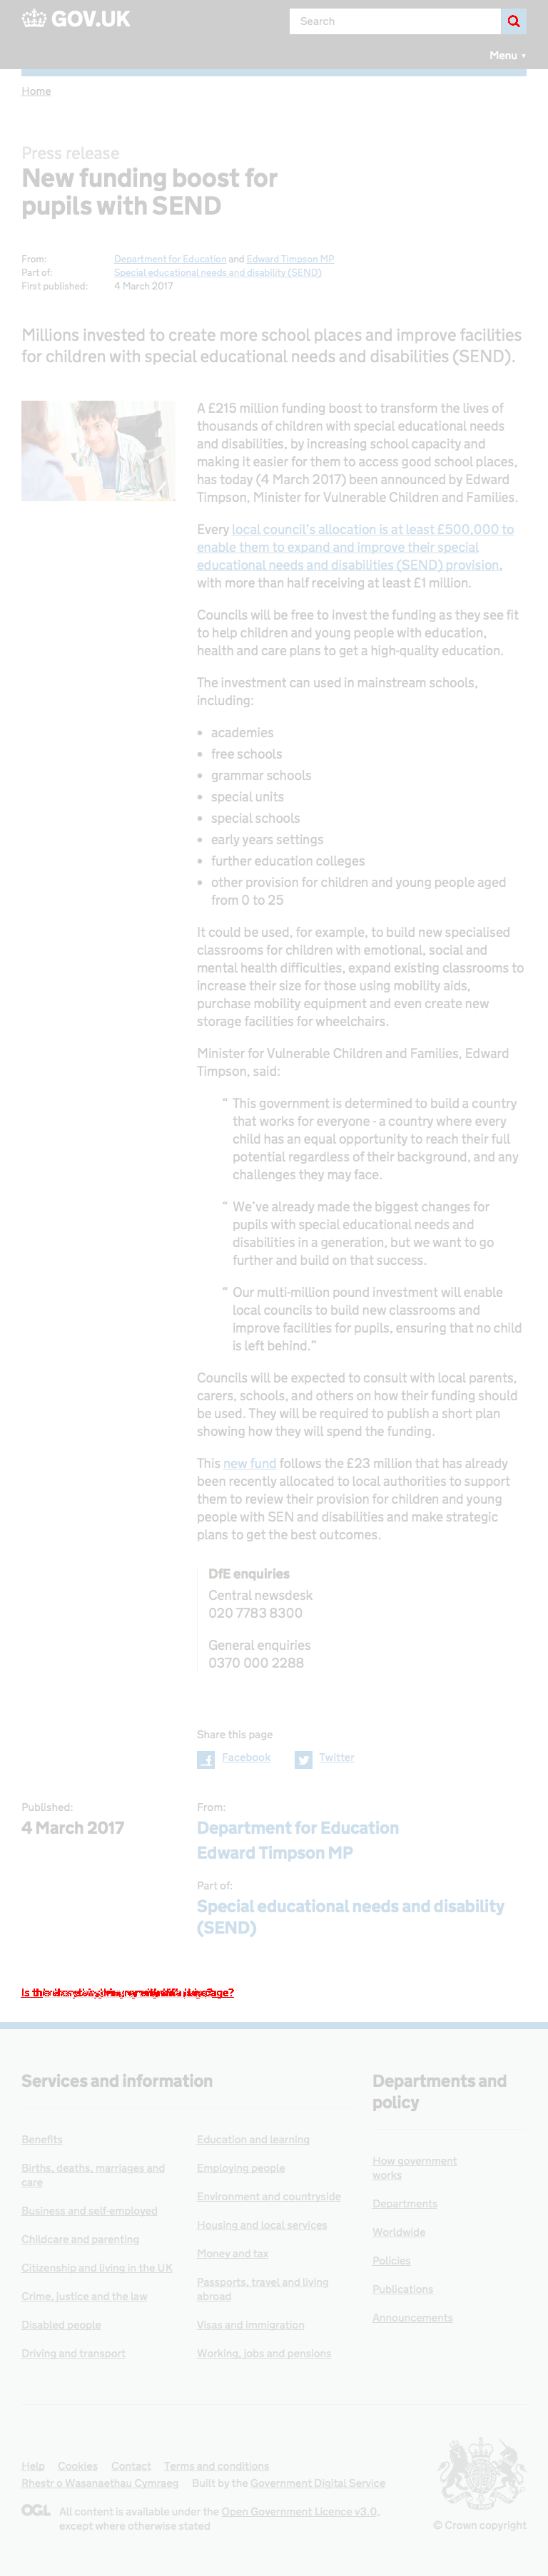 GOV.UK
Search
Menu ▼
Home
Press release
New funding boost for
pupils with SEND
From: Department for Education and Edward Timpson MP
Part of: Special educational needs and disability (SEND)
First published: 4 March 2017
Millions invested to create more school places and improve facilities
for children with special educational needs and disabilities (SEND).
A £215 million funding boost to transform the lives of
thousands of children with special educational needs
and disabilities, by increasing school capacity and
making it easier for them to access good school places,
has today (4 March 2017) been announced by Edward
Timpson, Minister for Vulnerable Children and Families.
Every local council's allocation is at least £500,000 to
enable them to expand and improve their special
educational needs and disabilities (SEND) provision,
with more than half receiving at least £1 million.
Councils will be free to invest the funding as they see fit
to help children and young people with education,
health and care plans to get a high-quality education.
The investment can used in mainstream schools,
including:
• academies
• free schools
• grammar schools
• special units
• special schools
• early years settings
• further education colleges
• other provision for children and young people aged
from 0 to 25
It could be used, for example, to build new specialised
classrooms for children with emotional, social and
mental health difficulties, expand existing classrooms to
increase their size for those using mobility aids,
purchase mobility equipment and even create new
storage facilities for wheelchairs.
Minister for Vulnerable Children and Families, Edward
Timpson, said:
“ This government is determined to build a country
that works for everyone - a country where every
child has an equal opportunity to reach their full
potential regardless of their background, and any
challenges they may face.
“ We've already made the biggest changes for
pupils with special educational needs and
disabilities in a generation, but we want to go
further and build on that success.
“ Our multi-million pound investment will enable
local councils to build new classrooms and
improve facilities for pupils, ensuring that no child
is left behind.”
Councils will be expected to consult with local parents,
carers, schools, and others on how their funding should
be used. They will be required to publish a short plan
showing how they will spend the funding.
This new fund follows the £23 million that has already
been recently allocated to local authorities to support
them to review their provision for children and young
people with SEN and disabilities and make strategic
plans to get the best outcomes.
DfE enquiries
Central newsdesk
020 7783 8300
General enquiries
0370 000 2288
Share this page
Facebook Twitter
Published:
4 March 2017
From:
Department for Education
Edward Timpson MP
Part of:
Special educational needs and disability
(SEND)
Services and information
Benefits
Births, deaths, marriages and
care
Business and self-employed
Childcare and parenting
Citizenship and living in the UK
Crime, justice and the law
Disabled people
Driving and transport
Education and learning
Employing people
Environment and countryside
Housing and local services
Money and tax
Passports, travel and living
abroad
Visas and immigration
Working, jobs and pensions
Departments and
policy
How government
works
Departments
Worldwide
Policies
Publications
Announcements
Help Cookies Contact Terms and conditions
Rhestr o Wasanaethau Cymraeg Built by the Government Digital Service
OGL All content is available under the Open Government Licence v3.0,
except where otherwise stated
© Crown copyright